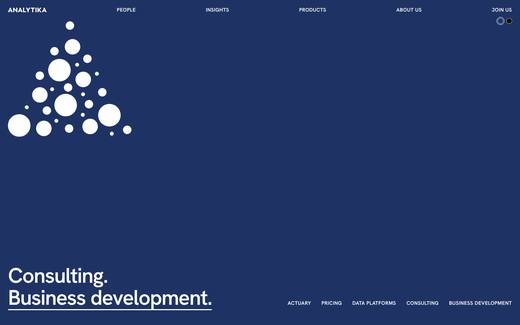 ANALYTIKA PEOPLE INSIGHTS PRODUCTS ABOUT US JOIN US
Consulting.
Business development.
ACTUARY PRICING DATA PLATFORMS CONSULTING BUSINESS DEVELOPMENT